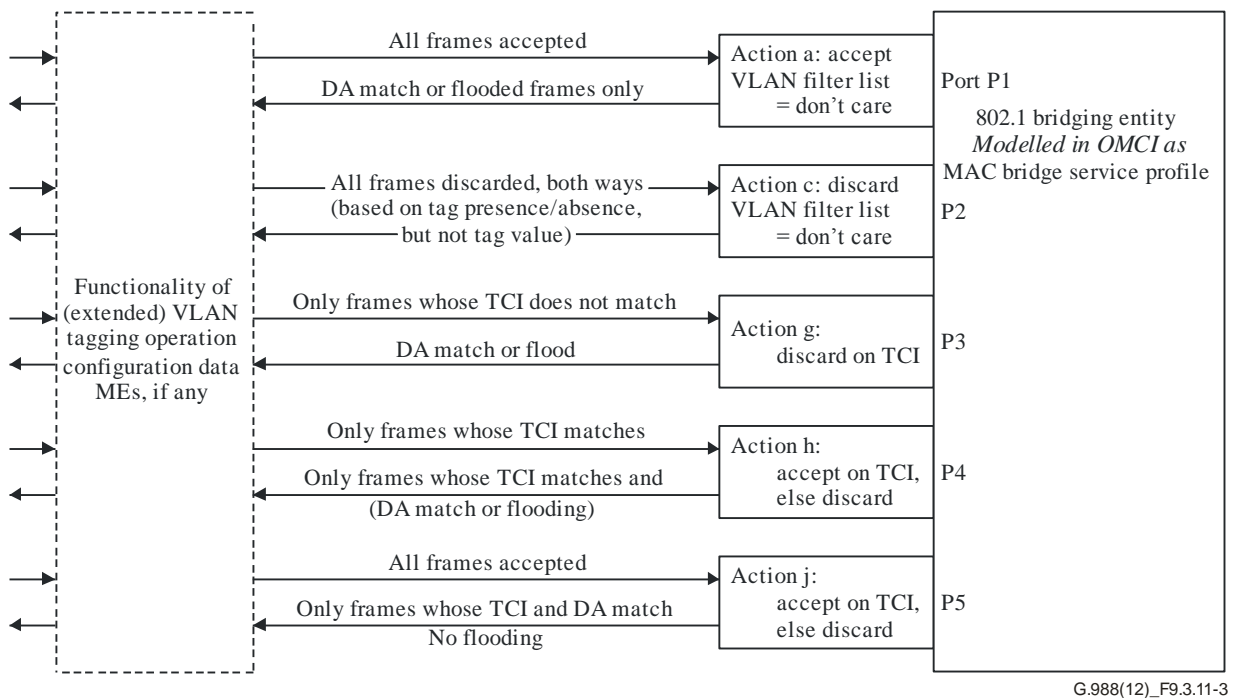 All frames accepted
DA match or flooded frames only
Action a: accept
VLAN filter list
= don't care
Port P1
802.1 bridging entity
Modelled in OMCI as
MAC bridge service profile
All frames discarded, both ways
(based on tag presence/absence,
but not tag value)
Action c: discard
VLAN filter list
= don't care
P2
Functionality of
(extended) VLAN
tagging operation
configuration data
MEs, if any
Only frames whose TCI does not match
DA match or flood
Action g:
discard on TCI
P3
Only frames whose TCI matches
Only frames whose TCI matches and
(DA match or flooding)
Action h:
accept on TCI,
else discard
P4
All frames accepted
Only frames whose TCI and DA match
No flooding
Action j:
accept on TCI,
else discard
P5
G.988(12)_F9.3.11-3